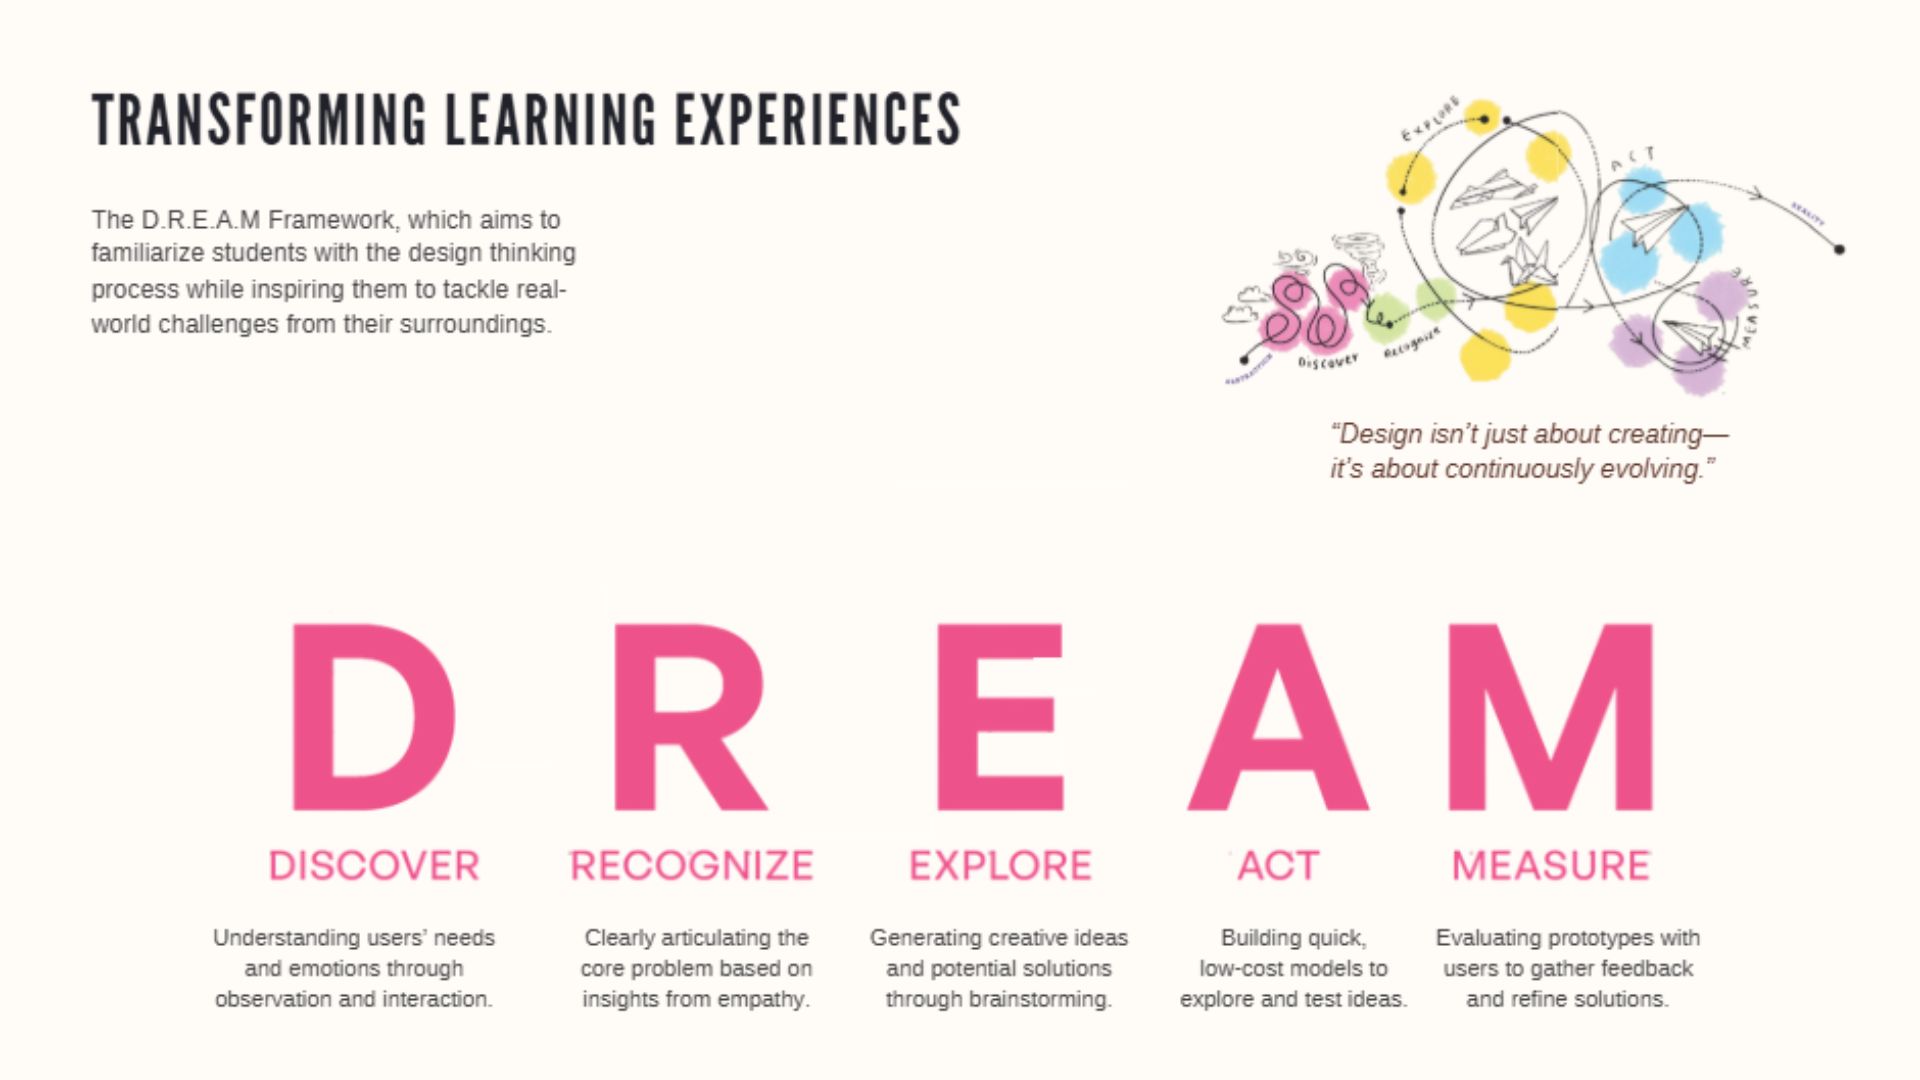 TRANSFORMING LEARNING EXPERIENCES
The D.R.E.A.M Framework, which aims to
familiarize students with the design thinking
process while inspiring them to tackle real-
world challenges from their surroundings.
EXPLORE
ACT
REALITY
MEASURE
Discover
Recognize
“Design isn’t just about creating—
it’s about continuously evolving.”
D R E A M
DISCOVER
Understanding users’ needs
and emotions through
observation and interaction.
RECOGNIZE
Clearly articulating the
core problem based on
insights from empathy.
EXPLORE
Generating creative ideas
and potential solutions
through brainstorming.
ACT
Building quick,
low-cost models to
explore and test ideas.
MEASURE
Evaluating prototypes with
users to gather feedback
and refine solutions.